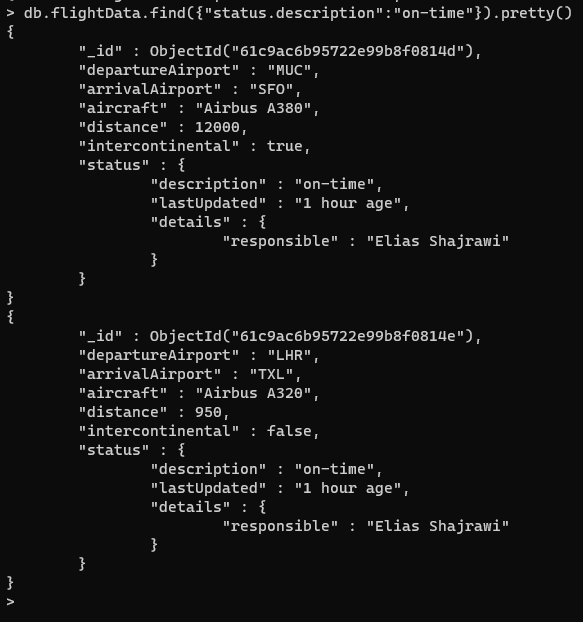 > db.flightData.find({"status.description":"on-time"}).pretty()
{
        "_id" : ObjectId("61c9ac6b95722e99b8f0814d"),
        "departureAirport" : "MUC",
        "arrivalAirport" : "SFO",
        "aircraft" : "Airbus A380",
        "distance" : 12000,
        "intercontinental" : true,
        "status" : {
                "description" : "on-time",
                "lastUpdated" : "1 hour age",
                "details" : {
                        "responsible" : "Elias Shajrawi"
                }
        }
}
{
        "_id" : ObjectId("61c9ac6b95722e99b8f0814e"),
        "departureAirport" : "LHR",
        "arrivalAirport" : "TXL",
        "aircraft" : "Airbus A320",
        "distance" : 950,
        "intercontinental" : false,
        "status" : {
                "description" : "on-time",
                "lastUpdated" : "1 hour age",
                "details" : {
                        "responsible" : "Elias Shajrawi"
                }
        }
}
>